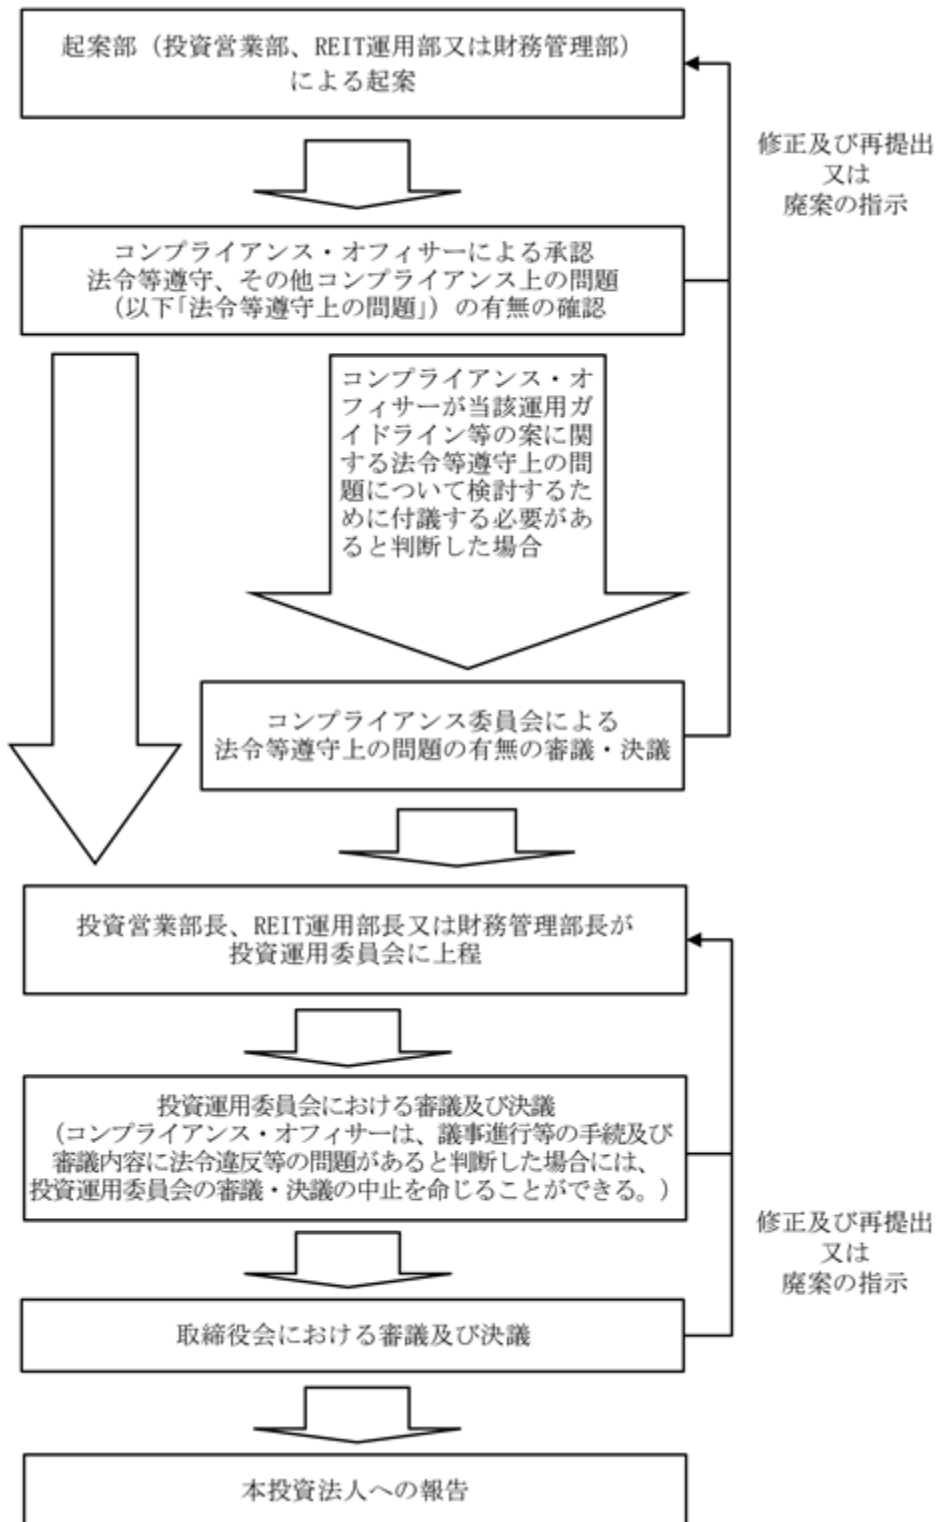 起案部（投資営業部、REIT運用部又は財務管理部）
による起案
修正及び再提出
又は
廃案の指示
コンプライアンス・オフィサーによる承認
法令等遵守、その他コンプライアンス上の問題
（以下「法令等遵守上の問題」）の有無の確認
コンプライアンス・オ
フィサーが当該運用ガ
イドライン等の案に関
する法令等遵守上の問
題について検討するた
めに付議する必要があ
ると判断した場合
コンプライアンス委員会による
法令等遵守上の問題の有無の審議・決議
投資営業部長、REIT運用部長又は財務管理部長が
投資運用委員会に上程
投資運用委員会における審議及び決議
（コンプライアンス・オフィサーは、議事進行等の手続及び
審議内容に法令違反等の問題があると判断した場合には、
投資運用委員会の審議・決議の中止を命じることができる。）
修正及び再提出
又は
廃案の指示
取締役会における審議及び決議
本投資法人への報告